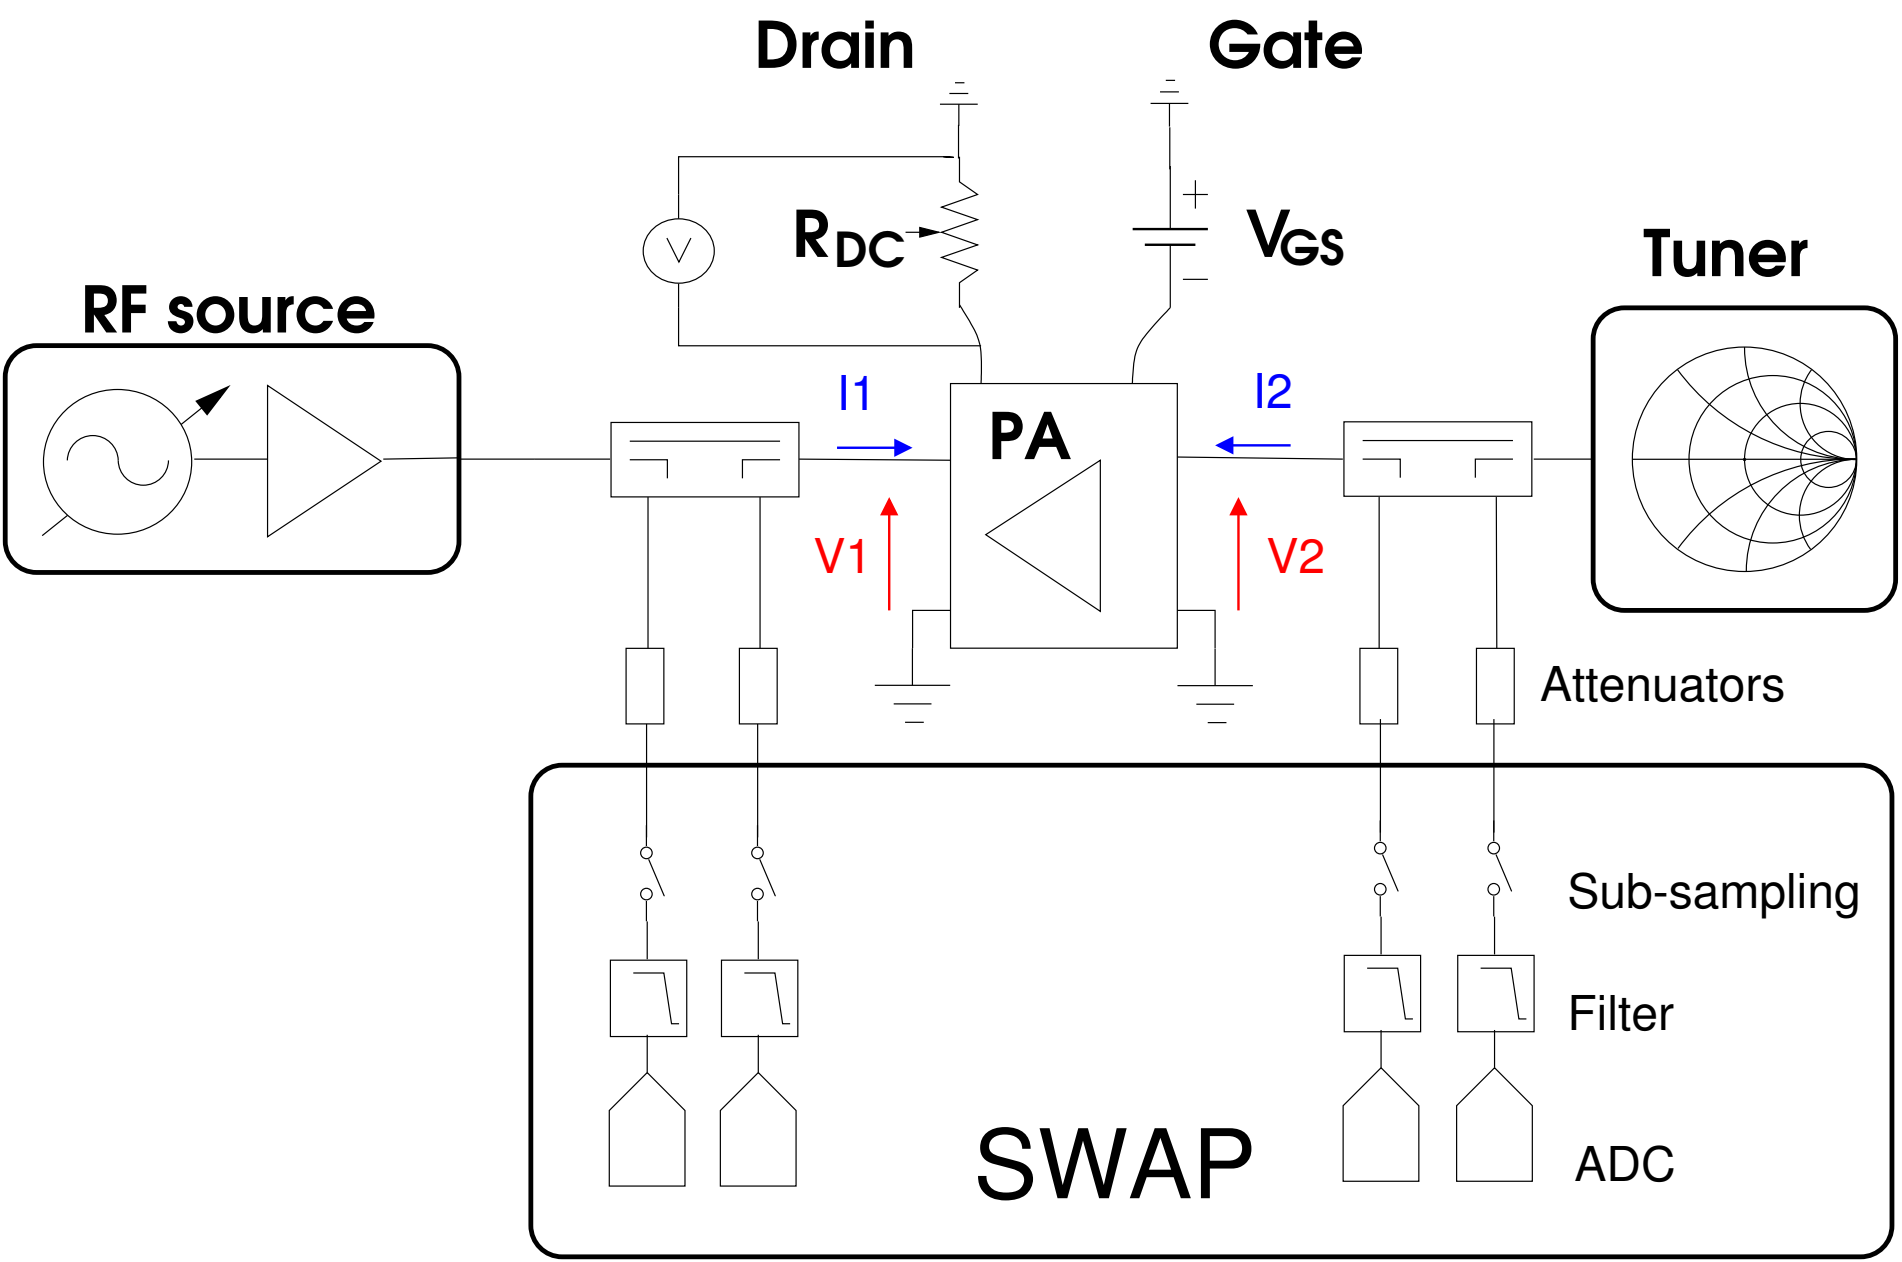 Drain
Gate
+
V
RDC
VGS
−
Tuner
RF source
I1
PA
I2
V1
V2
Attenuators
Sub-sampling
Filter
SWAP
ADC